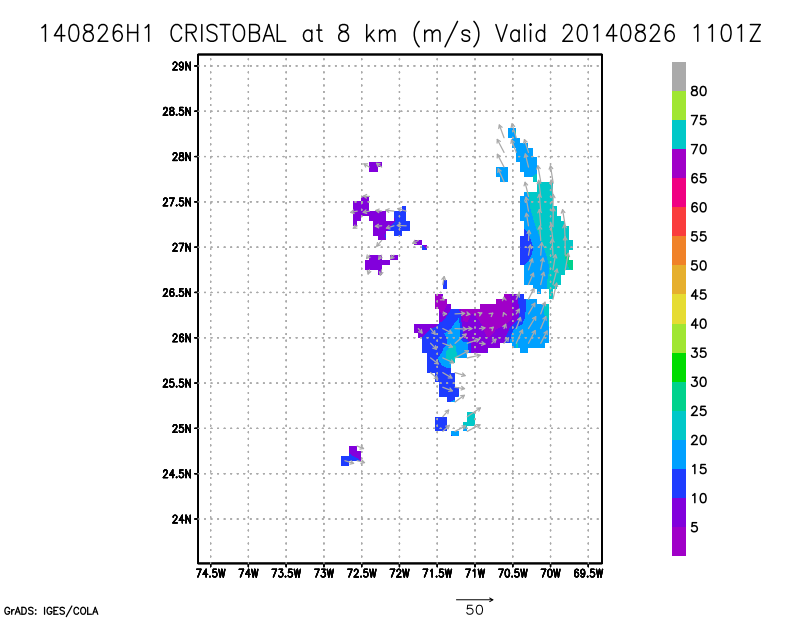 140826H1 CRISTOBAL at 8 km (m/s) Valid 20140826 1101Z
29N
28.5N
28N
27.5N
27N
26.5N
26N
25.5N
25N
24.5N
24N
74.5W 74W 73.5W 73W 72.5W 72W 71.5W 71W 70.5W 70W 69.5W
80
75
70
65
60
55
50
45
40
35
30
25
20
15
10
5
50
GrADS: IGES/COLA